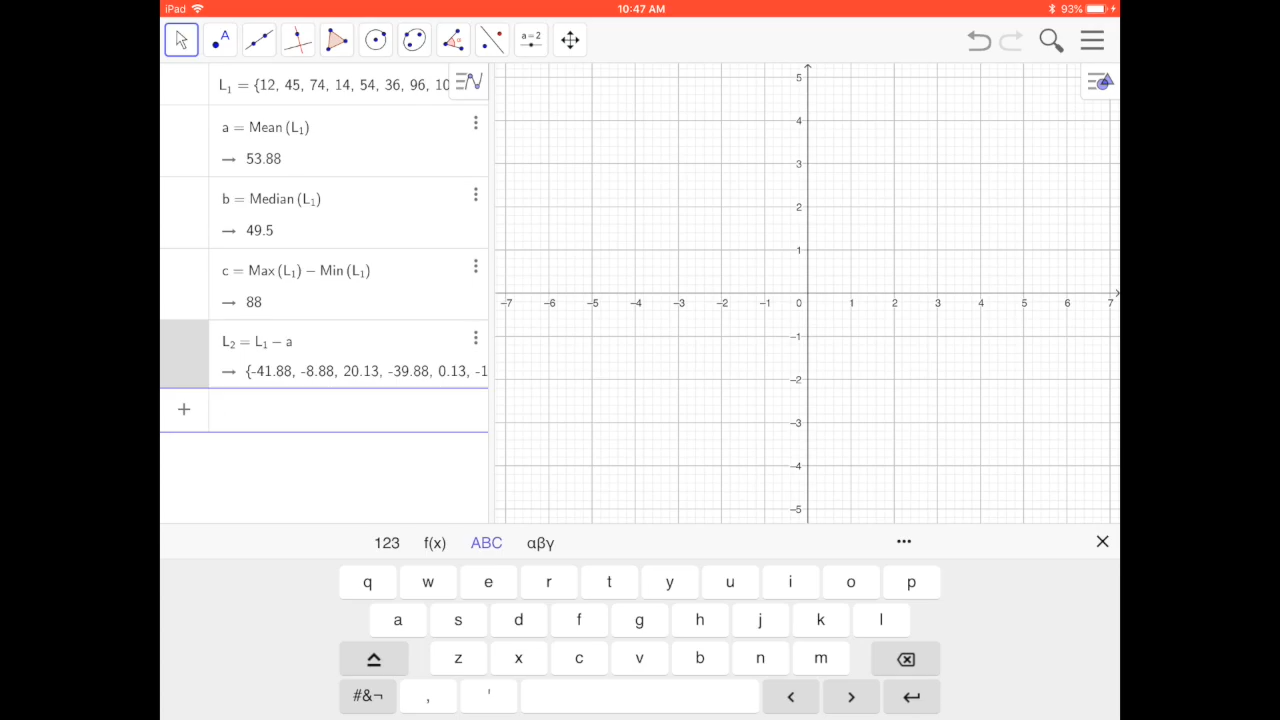 iPad 10:47 AM 93%
A α a = 2
L₁ = {12, 45, 74, 14, 54, 36, 96, 10
a = Mean (L₁)
→ 53.88
b = Median (L₁)
→ 49.5
c = Max (L₁) − Min (L₁)
→ 88
L₂ = L₁ − a
→ {-41.88, -8.88, 20.13, -39.88, 0.13, -1
+
5
4
3
2
1
−7 −6 −5 −4 −3 −2 −1 0 1 2 3 4 5 6 7
−1
−2
−3
−4
−5
123 f(x) ABC αβγ ...
q w e r t y u i o p
a s d f g h j k l
z x c v b n m
#&¬ , ' < >